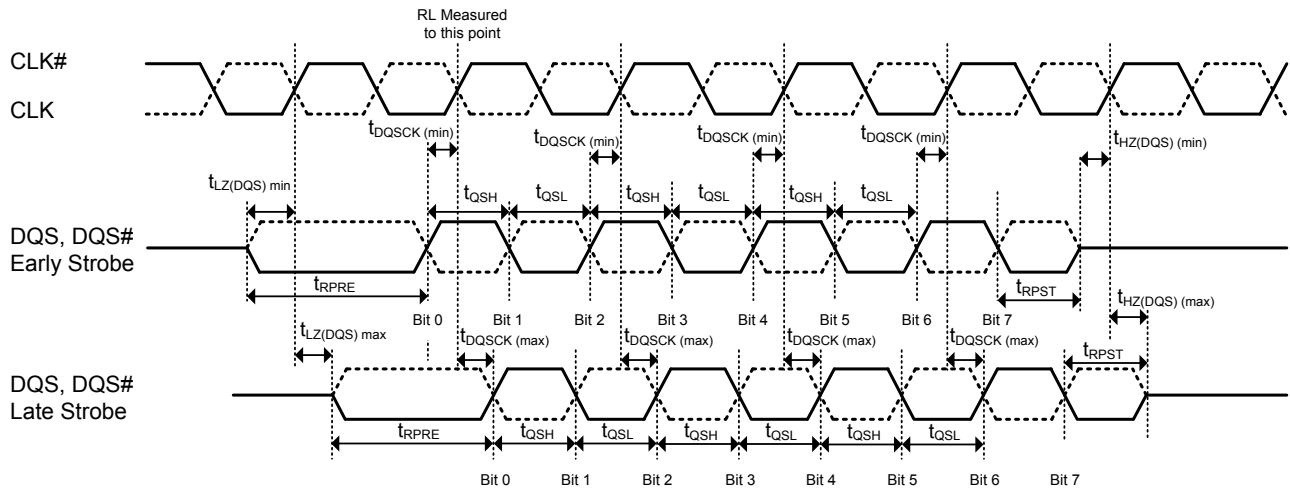 RL Measured
to this point
CLK#
CLK
tDQSCK (min)
tDQSCK (min)
tDQSCK (min)
tDQSCK (min)
tHZ(DQS) (min)
tLZ(DQS) min
tQSH
tQSL
tQSH
tQSL
tQSH
tQSL
DQS, DQS#
Early Strobe
tRPRE
tRPST
tHZ(DQS) (max)
Bit 0
Bit 1
Bit 2
Bit 3
Bit 4
Bit 5
Bit 6
Bit 7
tLZ(DQS) max
tDQSCK (max)
tDQSCK (max)
tDQSCK (max)
tDQSCK (max)
tRPST
DQS, DQS#
Late Strobe
tRPRE
tQSH
tQSL
tQSH
tQSL
tQSH
tQSL
Bit 0
Bit 1
Bit 2
Bit 3
Bit 4
Bit 5
Bit 6
Bit 7